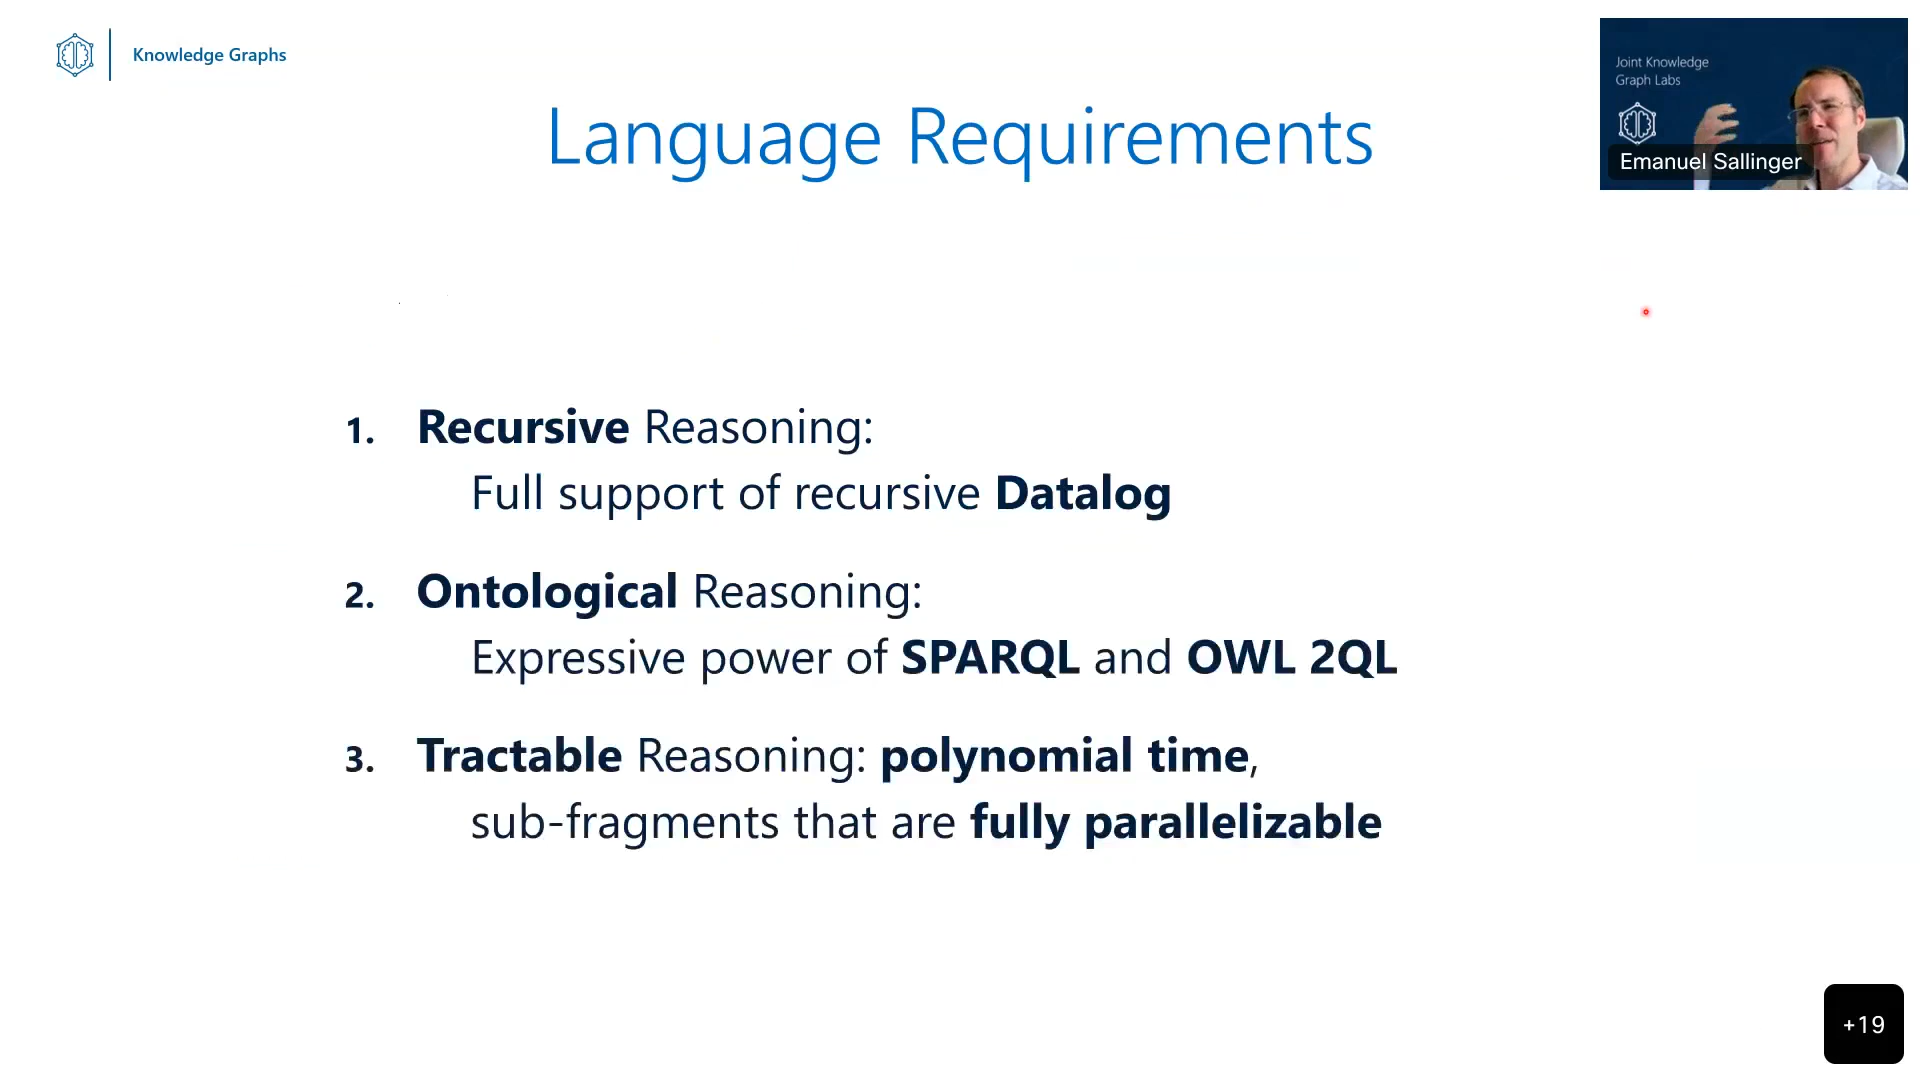 Knowledge Graphs
Language Requirements
Joint Knowledge
Graph Labs
Emanuel Sallinger
1. Recursive Reasoning:
Full support of recursive Datalog
2. Ontological Reasoning:
Expressive power of SPARQL and OWL 2QL
3. Tractable Reasoning: polynomial time,
sub-fragments that are fully parallelizable
+19